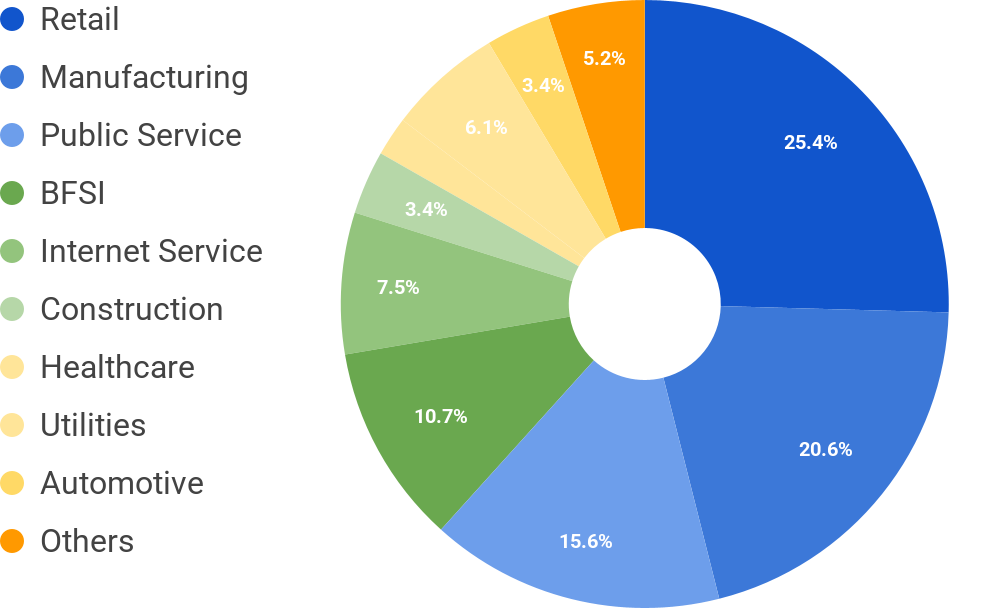 Retail
Manufacturing
Public Service
BFSI
Internet Service
Construction
Healthcare
Utilities
Automotive
Others
5.2%
3.4%
6.1%
25.4%
3.4%
7.5%
10.7%
20.6%
15.6%